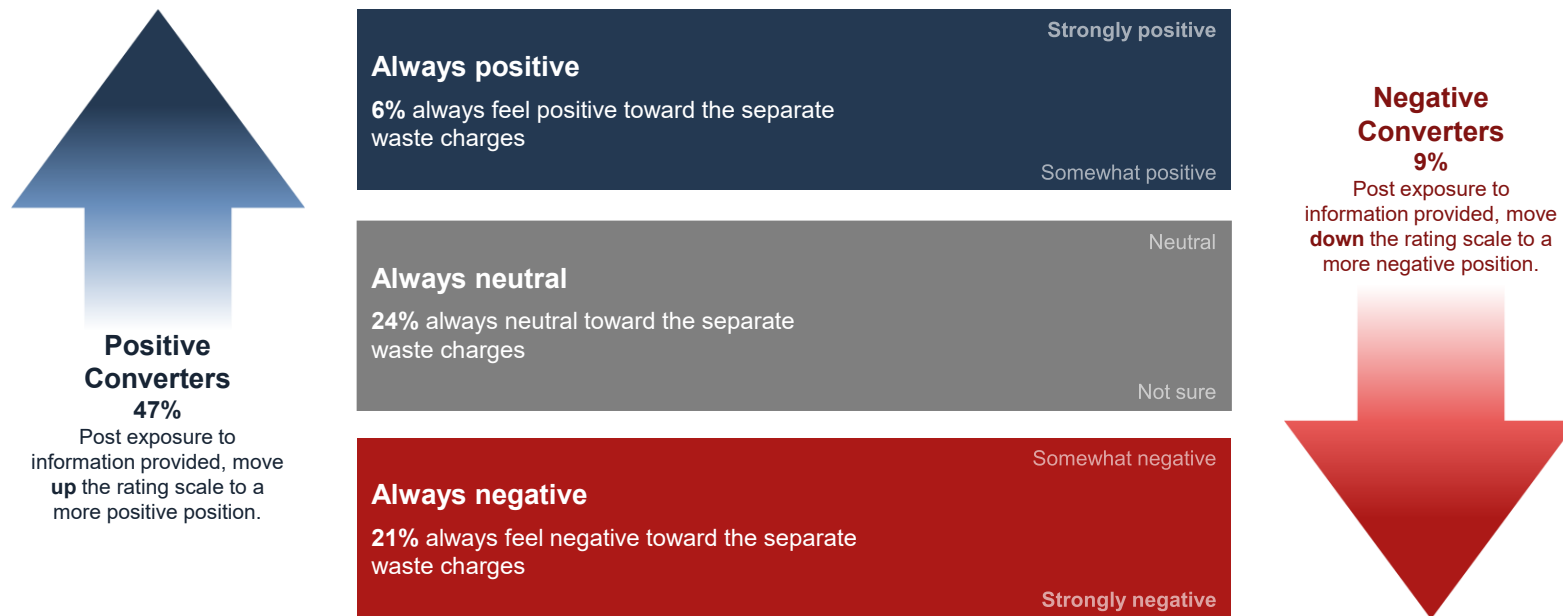 Positive
Converters
47%
Post exposure to
information provided, move
up the rating scale to a
more positive position.
Strongly positive
Always positive
6% always feel positive toward the separate
waste charges
Somewhat positive
Neutral
Always neutral
24% always neutral toward the separate
waste charges
Not sure
Somewhat negative
Always negative
21% always feel negative toward the separate
waste charges
Strongly negative
Negative
Converters
9%
Post exposure to
information provided, move
down the rating scale to a
more negative position.